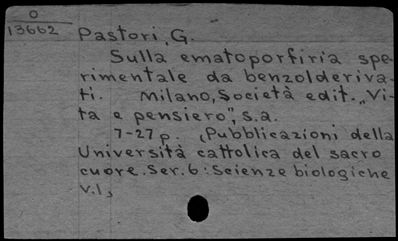 O
13662
Pastori, G.
Sulla ematoporfiria spe-
rimentale da benzolderiva-
ti. Milano, Società edit. „Vi-
ta e pensiero", s.a.
7-27 p. (Pubblicazioni della
Università cattolica del sacro
cuore. Ser. 6: Scienze biologiche
v. 1,